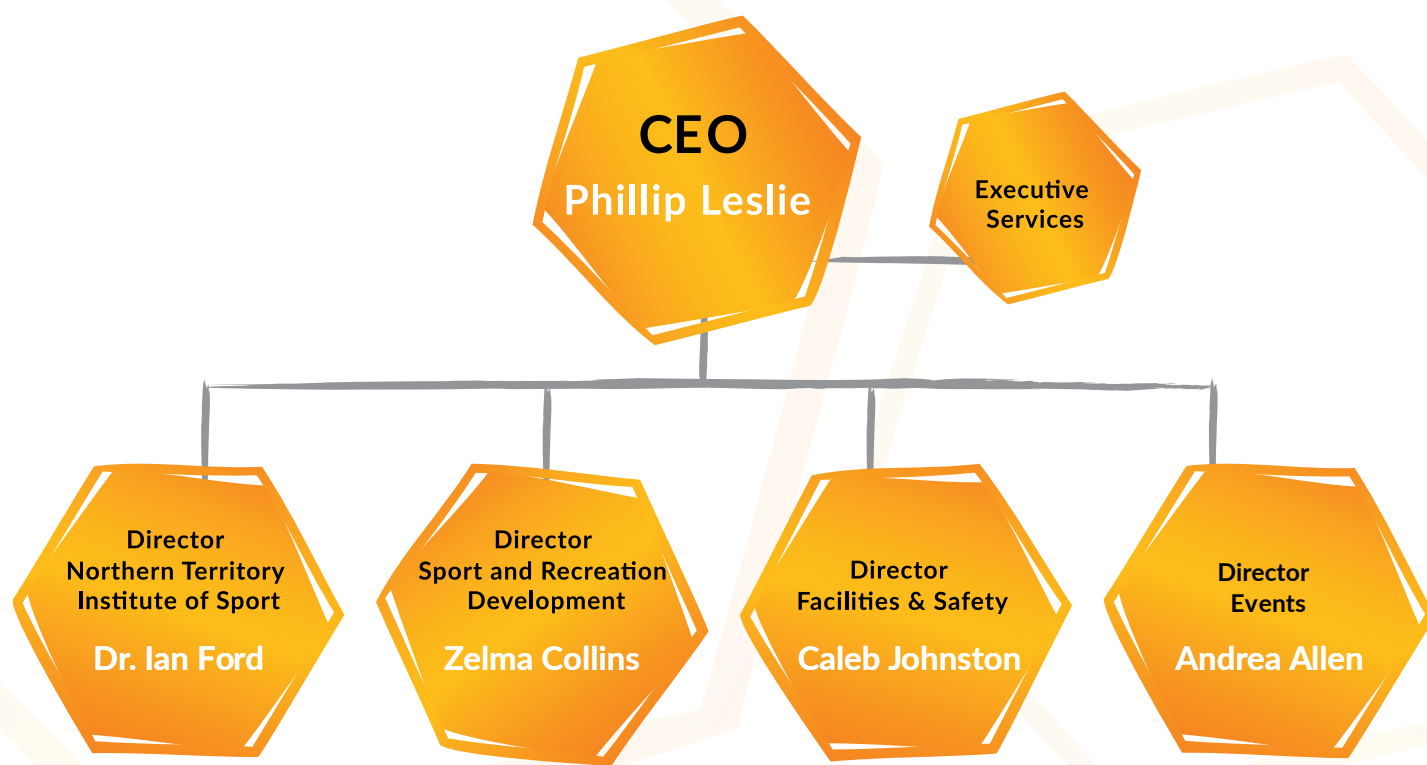 CEO
Phillip Leslie
Executive
Services
Director
Northern Territory
Institute of Sport
Dr. Ian Ford
Director
Sport and Recreation
Development
Zelma Collins
Director
Facilities & Safety
Caleb Johnston
Director
Events
Andrea Allen